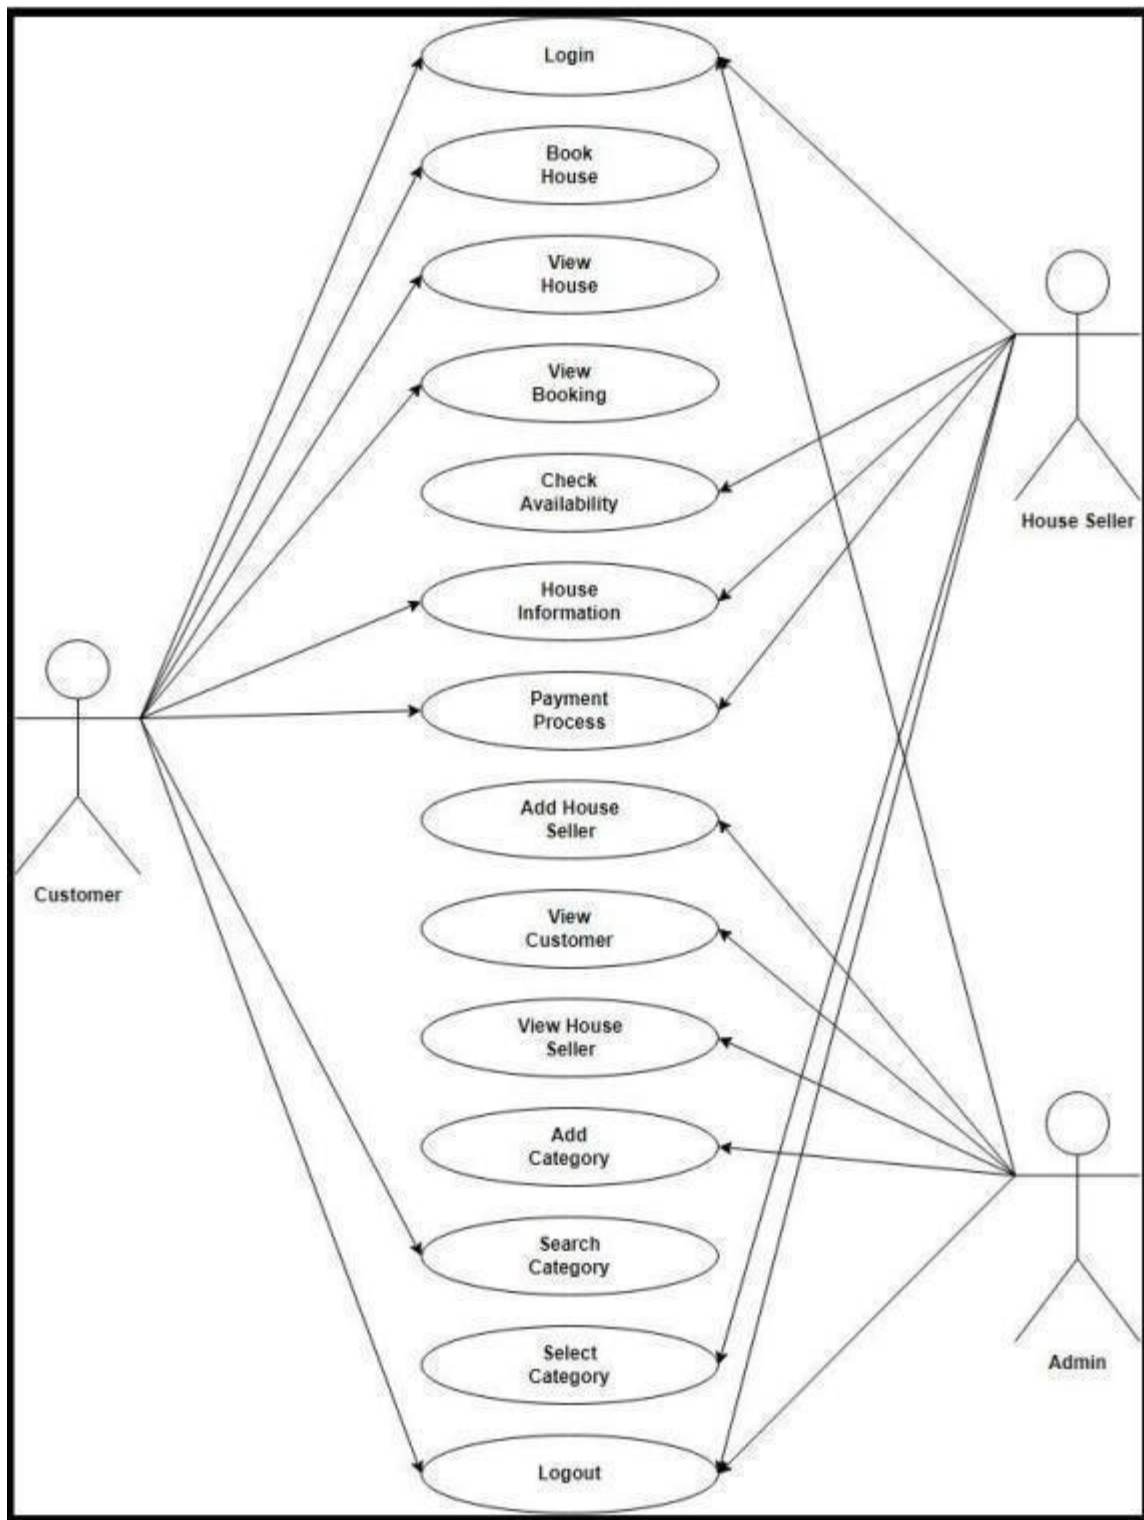 Login
Book
House
View
House
View
Booking
Check
Availability
House Seller
House
Information
Payment
Process
Add House
Seller
Customer
View
Customer
View House
Seller
Add
Category
Search
Category
Select
Category
Admin
Logout